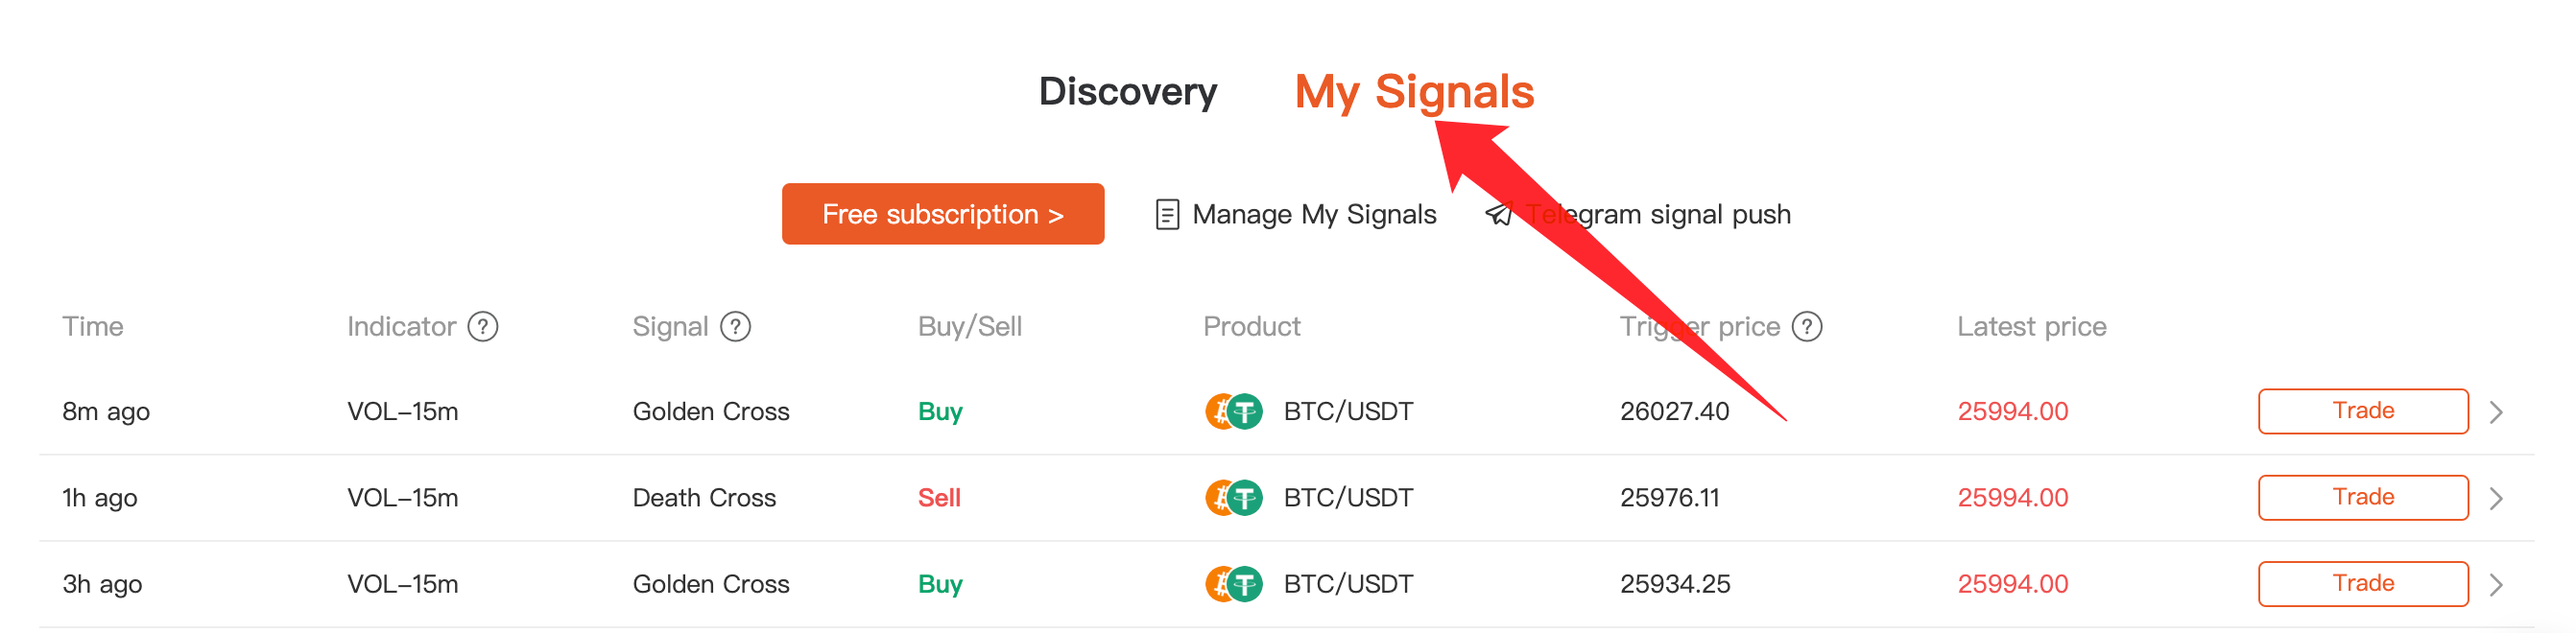 Discovery My Signals
Free subscription > Manage My Signals Telegram signal push
Time Indicator ? Signal ? Buy/Sell Product Trigger price ? Latest price
8m ago VOL-15m Golden Cross Buy BTC/USDT 26027.40 25994.00 Trade
1h ago VOL-15m Death Cross Sell BTC/USDT 25976.11 25994.00 Trade
3h ago VOL-15m Golden Cross Buy BTC/USDT 25934.25 25994.00 Trade